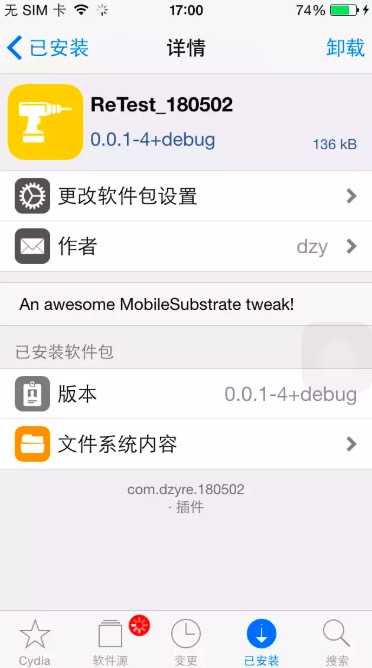 无 SIM 卡 17:00 74%
已安装 详情 卸载
ReTest_180502
0.0.1-4+debug 136 kB
更改软件包设置
作者 dzy
An awesome MobileSubstrate tweak!
已安装软件包
版本 0.0.1-4+debug
文件系统内容
com.dzyre.180502
· 插件
Cydia 软件源 变更 已安装 搜索